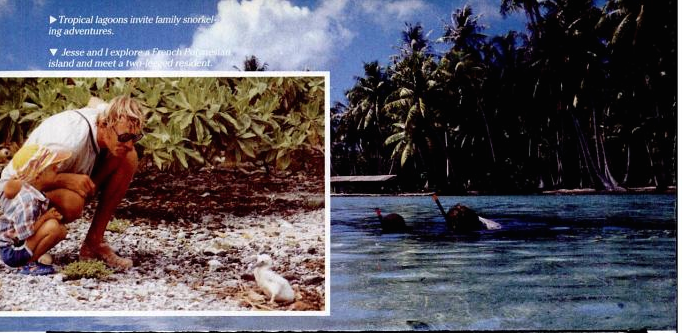 ▶ Tropical lagoons invite family snorkel-
ing adventures.
▼ Jesse and I explore a French Polynesian
island and meet a two-legged resident.